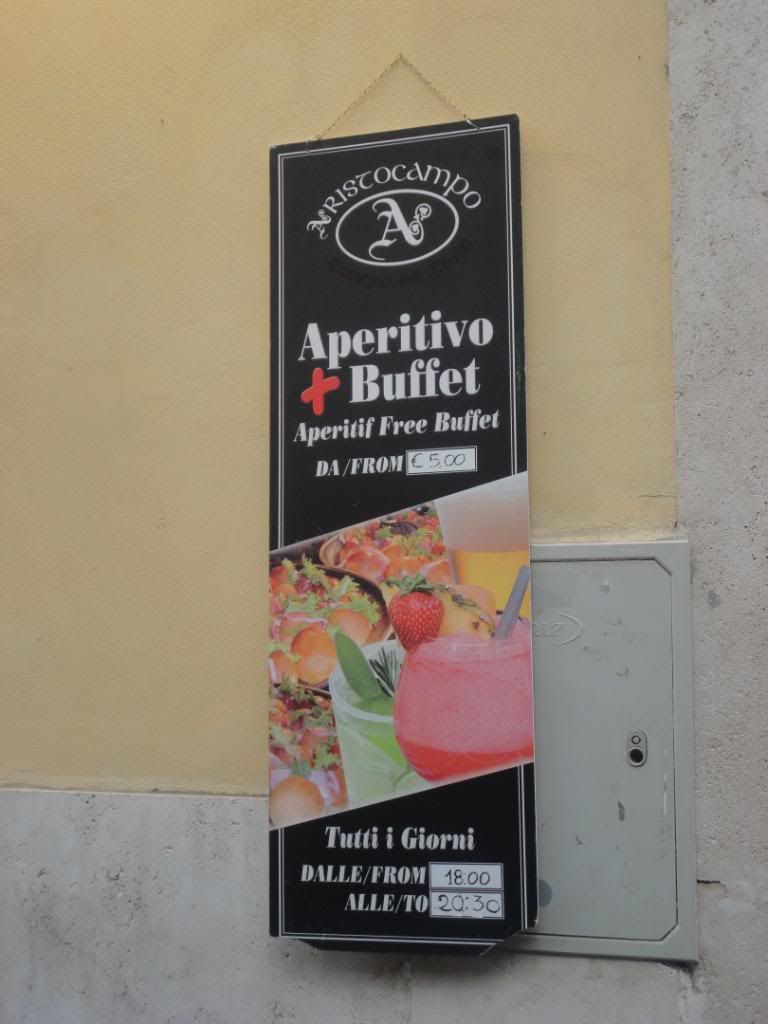 ARISTOCAMPO
A
Aperitivo
+ Buffet
Aperitif Free Buffet
DA/FROM € 5,00
Tutti i Giorni
DALLE/FROM 18:00
ALLE/TO 20:30